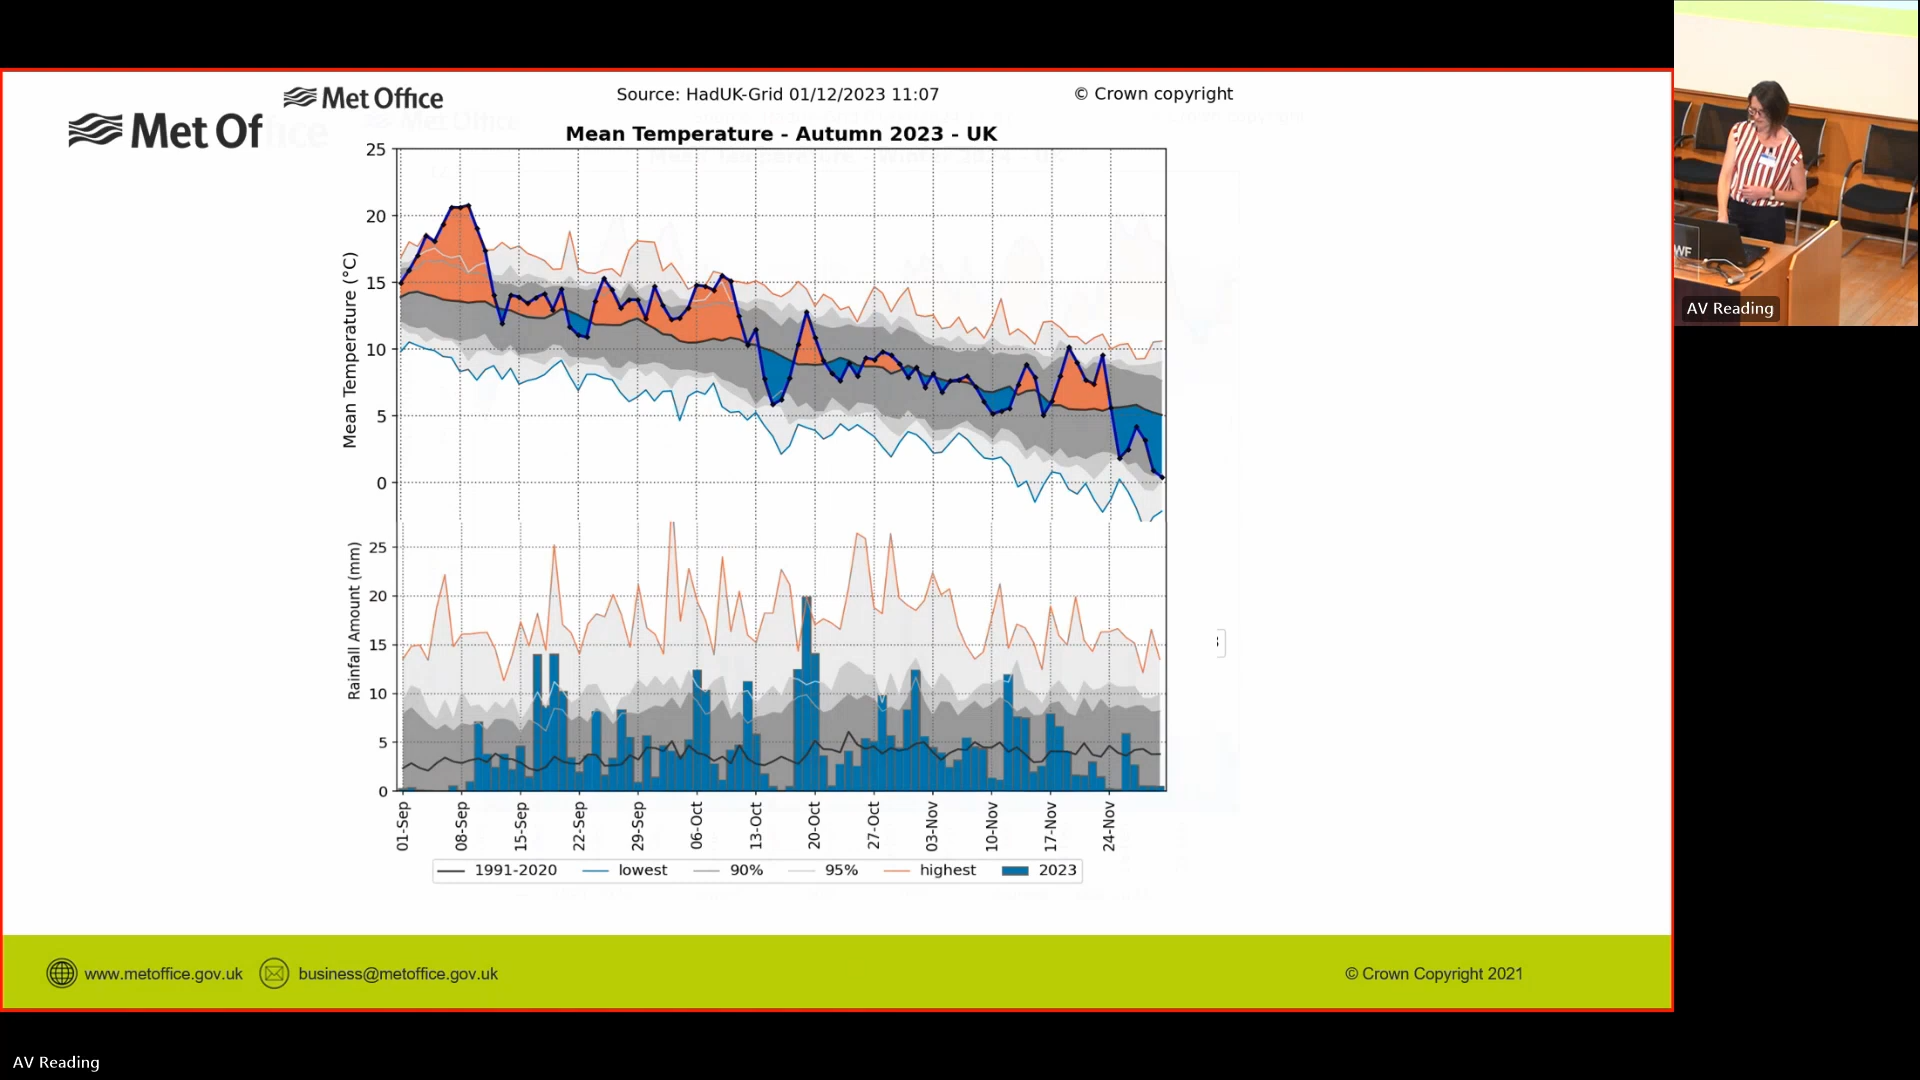 Met Office
Source: HadUK-Grid 01/12/2023 11:07
© Crown copyright
Met Of
Mean Temperature - Autumn 2023 - UK
Mean Temperature (°C)
25
20
15
10
5
0
Rainfall Amount (mm)
25
20
15
10
5
0
01-Sep
08-Sep
15-Sep
22-Sep
29-Sep
06-Oct
13-Oct
20-Oct
27-Oct
03-Nov
10-Nov
17-Nov
24-Nov
1991-2020 lowest 90% 95% highest 2023
www.metoffice.gov.uk business@metoffice.gov.uk
© Crown Copyright 2021
WF
AV Reading
AV Reading